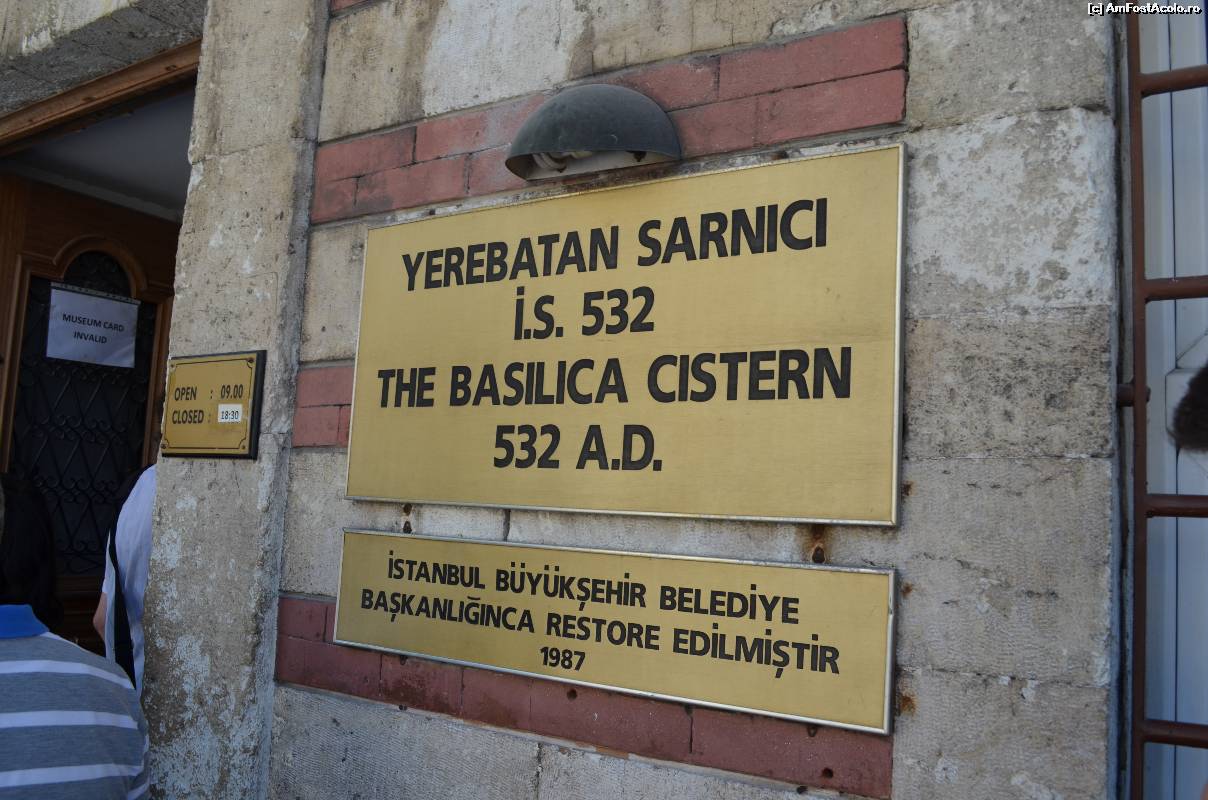 [c] AmFostAcolo.ro
YEREBATAN SARNICI
İ.S. 532
THE BASILICA CISTERN
532 A.D.
MUSEUM CARD
INVALID
OPEN : 09.00
CLOSED : 18:30
İSTANBUL BÜYÜKŞEHİR BELEDİYE
BAŞKANLIĞINCA RESTORE EDİLMİŞTİR
1987